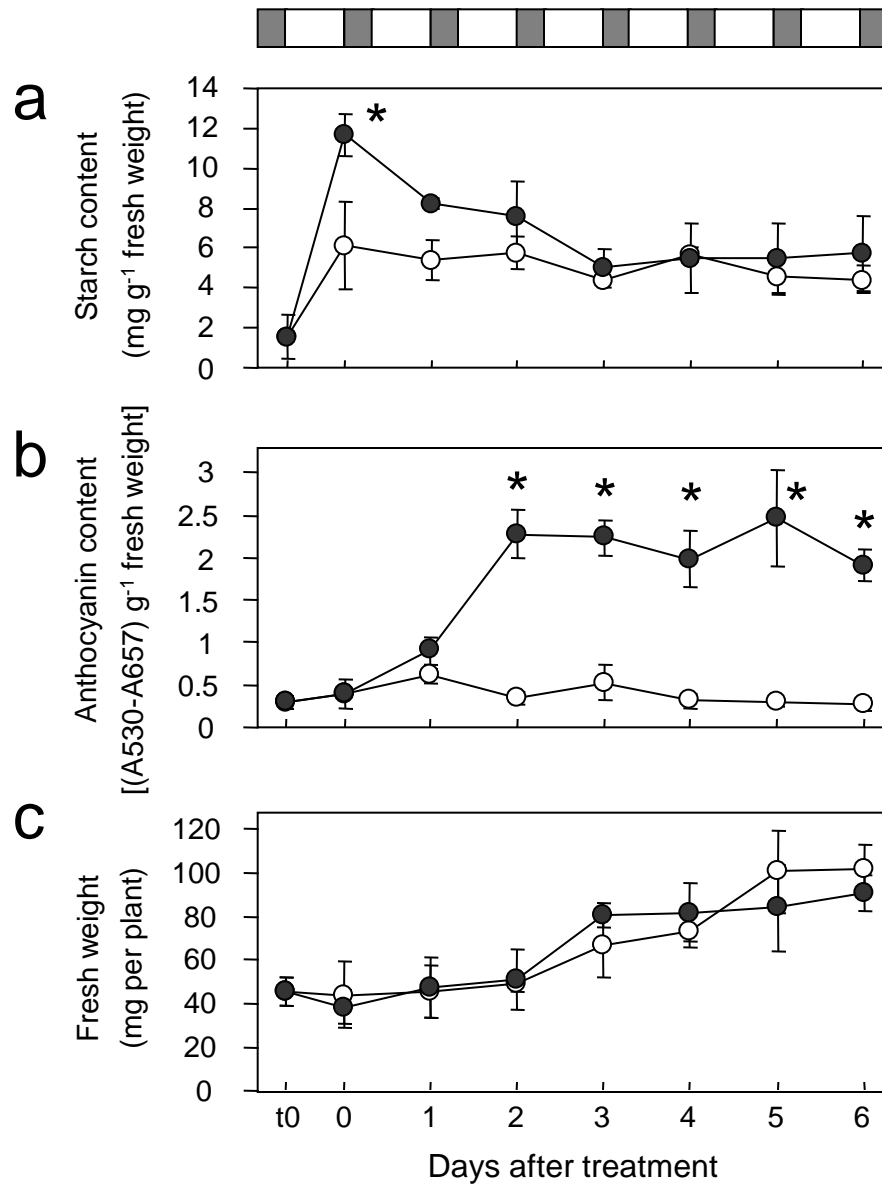 a
Starch content
(mg g-1 fresh weight)
14
12
10
8
6
4
2
0
*
b
Anthocyanin content
[(A530-A657) g-1 fresh weight]
3
2.5
2
1
0.5
0
* * * * *
c
Fresh weight
(mg per plant)
120
100
80
60
40
20
0
t0 0 1 2 3 4 5 6
Days after treatment